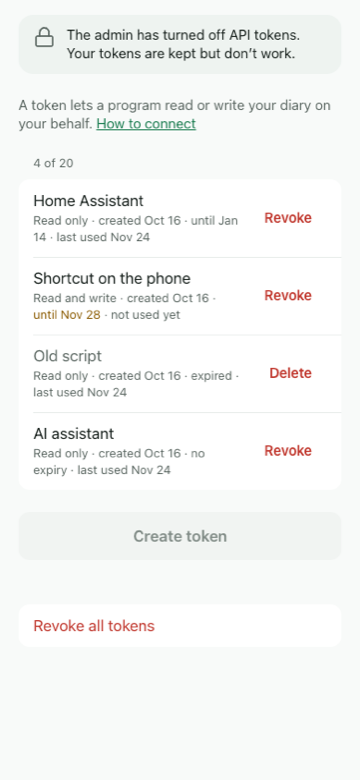 The admin has turned off API tokens.
Your tokens are kept but don’t work.
A token lets a program read or write your diary on
your behalf. How to connect
4 of 20
Home Assistant
Read only · created Oct 16 · until Jan
14 · last used Nov 24
Revoke
Shortcut on the phone
Read and write · created Oct 16 ·
until Nov 28 · not used yet
Revoke
Old script
Read only · created Oct 16 · expired ·
last used Nov 24
Delete
AI assistant
Read only · created Oct 16 · no
expiry · last used Nov 24
Revoke
Create token
Revoke all tokens